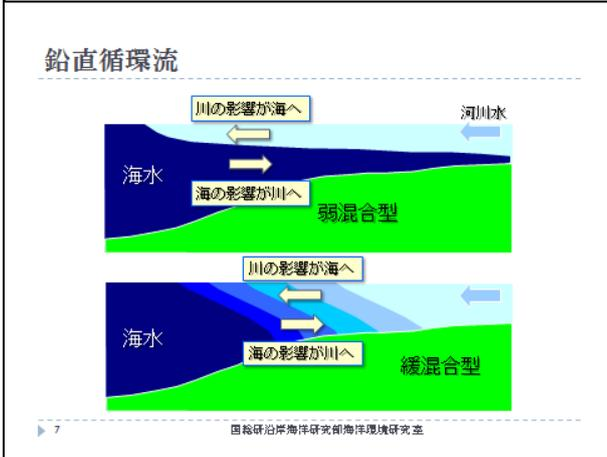 鉛直循環流
川の影響が海へ
河川水
海水
海の影響が川へ
弱混合型
川の影響が海へ
海水
海の影響が川へ
緩混合型
7
国総研沿岸海洋研究部海洋環境研究室